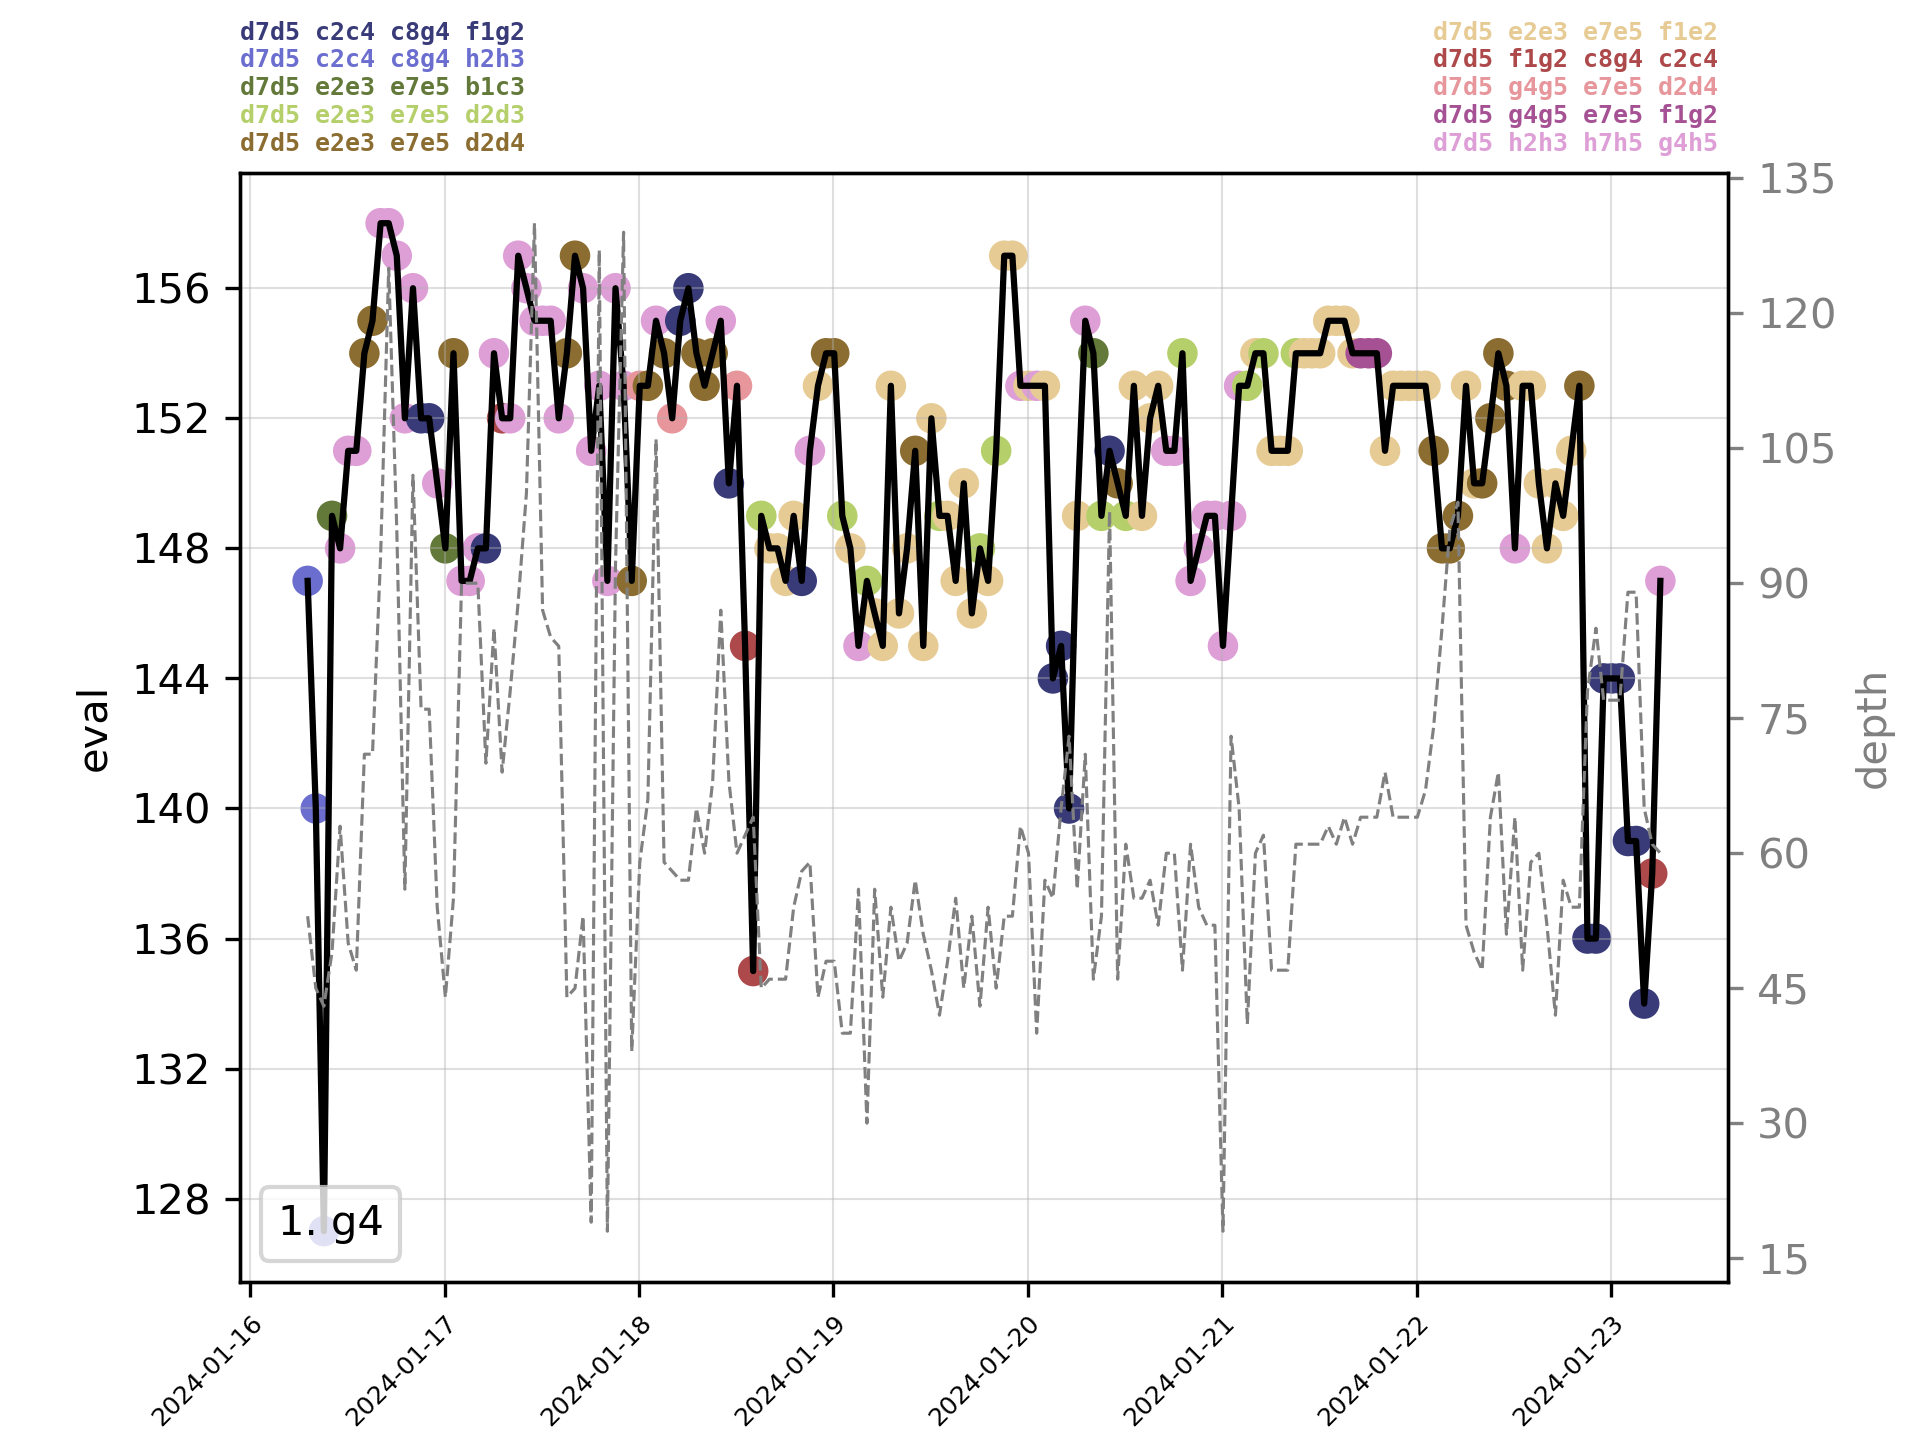 d7d5 c2c4 c8g4 f1g2
d7d5 c2c4 c8g4 h2h3
d7d5 e2e3 e7e5 b1c3
d7d5 e2e3 e7e5 d2d3
d7d5 e2e3 e7e5 d2d4
d7d5 e2e3 e7e5 f1e2
d7d5 f1g2 c8g4 c2c4
d7d5 g4g5 e7e5 d2d4
d7d5 g4g5 e7e5 f1g2
d7d5 h2h3 h7h5 g4h5
eval
156
152
148
144
140
136
132
128
135
120
105
90
75
60
45
30
15
depth
1. g4
2024-01-16
2024-01-17
2024-01-18
2024-01-19
2024-01-20
2024-01-21
2024-01-22
2024-01-23